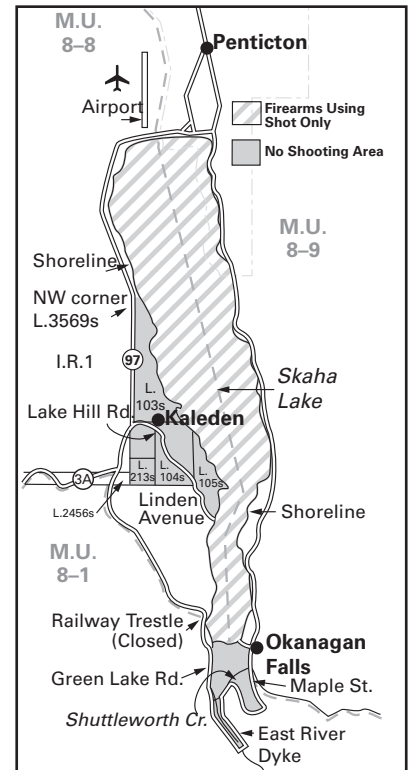 M.U.
8–8
Penticton
Airport
Firearms Using
Shot Only
No Shooting Area
M.U.
8–9
Shoreline
NW corner
L.3569s
I.R.1
97
L.
103s
Skaha
Lake
Lake Hill Rd.
Kaleden
3A
L.
213s
L.
104s
L.
105s
L.2456s
Linden
Avenue
Shoreline
M.U.
8–1
Railway Trestle
(Closed)
Okanagan
Falls
Green Lake Rd.
Maple St.
Shuttleworth Cr.
East River
Dyke